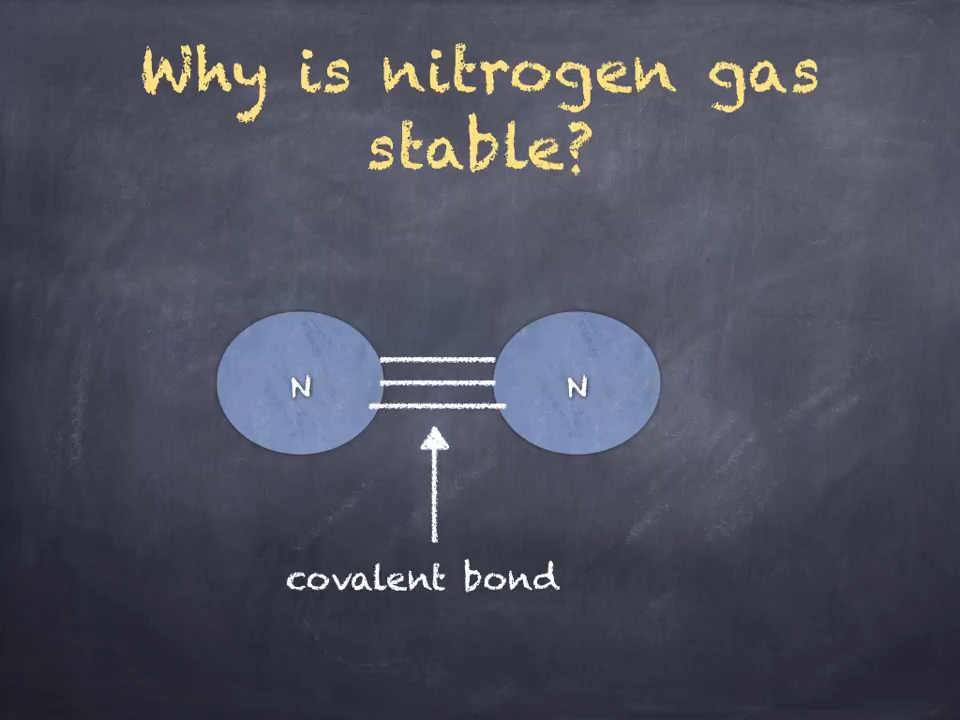 Why is nitrogen gas
stable?
N N
covalent bond